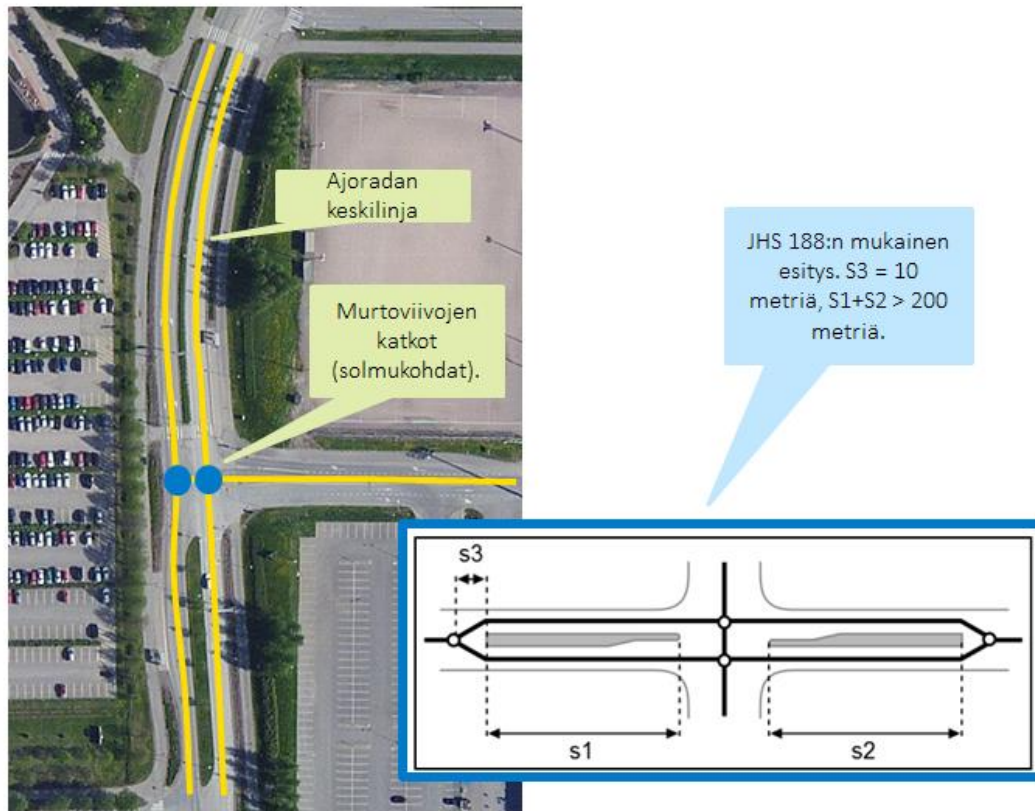 Ajoradan
keskilinja
Murtoviivojen
katkot
(solmukohdat).
JHS 188:n mukainen
esitys. S3 = 10
metriä, S1+S2 > 200
metriä.
s3
s1
s2